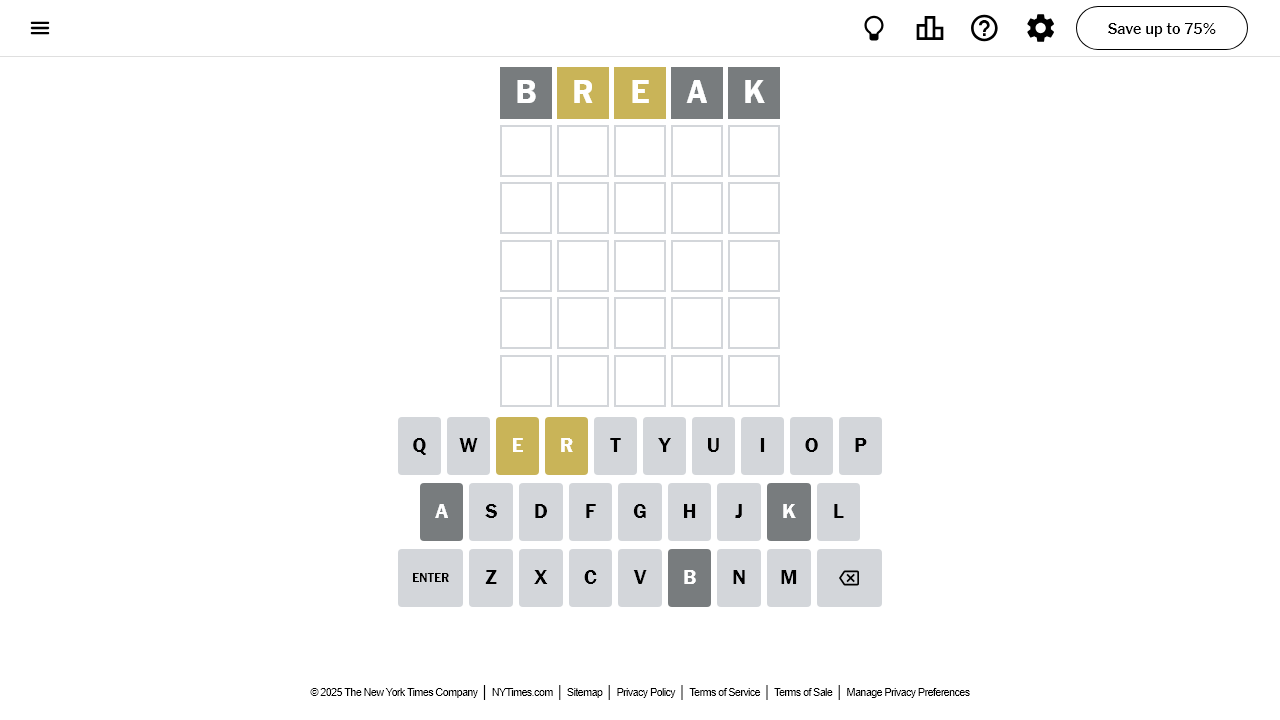 Save up to 75%
B R E A K
Q W E R T Y U I O P
A S D F G H J K L
ENTER Z X C V B N M
© 2025 The New York Times Company | NYTimes.com | Sitemap | Privacy Policy | Terms of Service | Terms of Sale | Manage Privacy Preferences